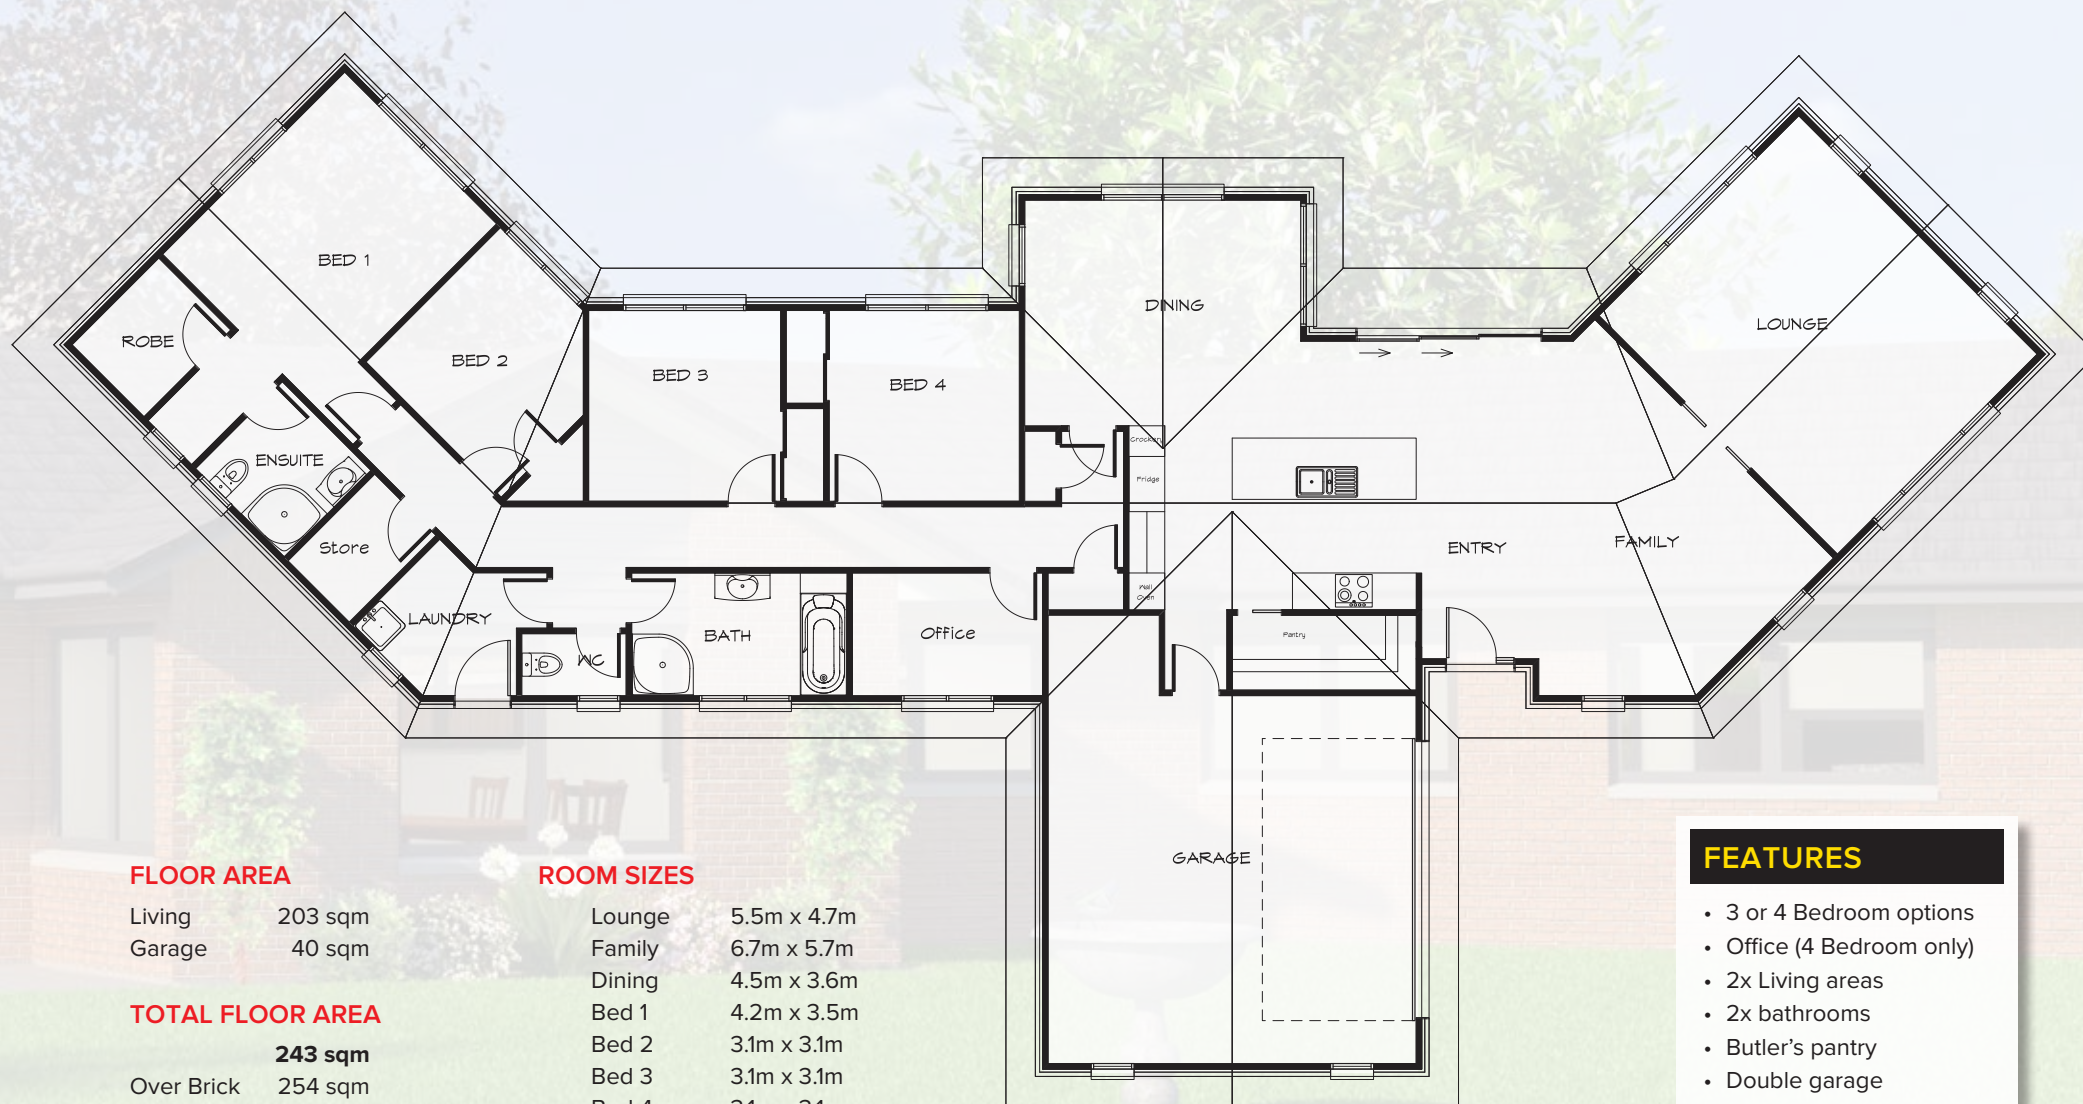 BED 1
DINING
LOUNGE
ROBE
BED 2
BED 3
BED 4
Crockery
ENSUITE
Fridge
Store
ENTRY
FAMILY
Wall
Oven
LAUNDRY
BATH
Office
Pantry
WC
GARAGE
FLOOR AREA
Living 203 sqm
Garage 40 sqm
TOTAL FLOOR AREA
243 sqm
Over Brick 254 sqm
ROOM SIZES
Lounge 5.5m x 4.7m
Family 6.7m x 5.7m
Dining 4.5m x 3.6m
Bed 1 4.2m x 3.5m
Bed 2 3.1m x 3.1m
Bed 3 3.1m x 3.1m
FEATURES
• 3 or 4 Bedroom options
• Office (4 Bedroom only)
• 2x Living areas
• 2x bathrooms
• Butler’s pantry
• Double garage